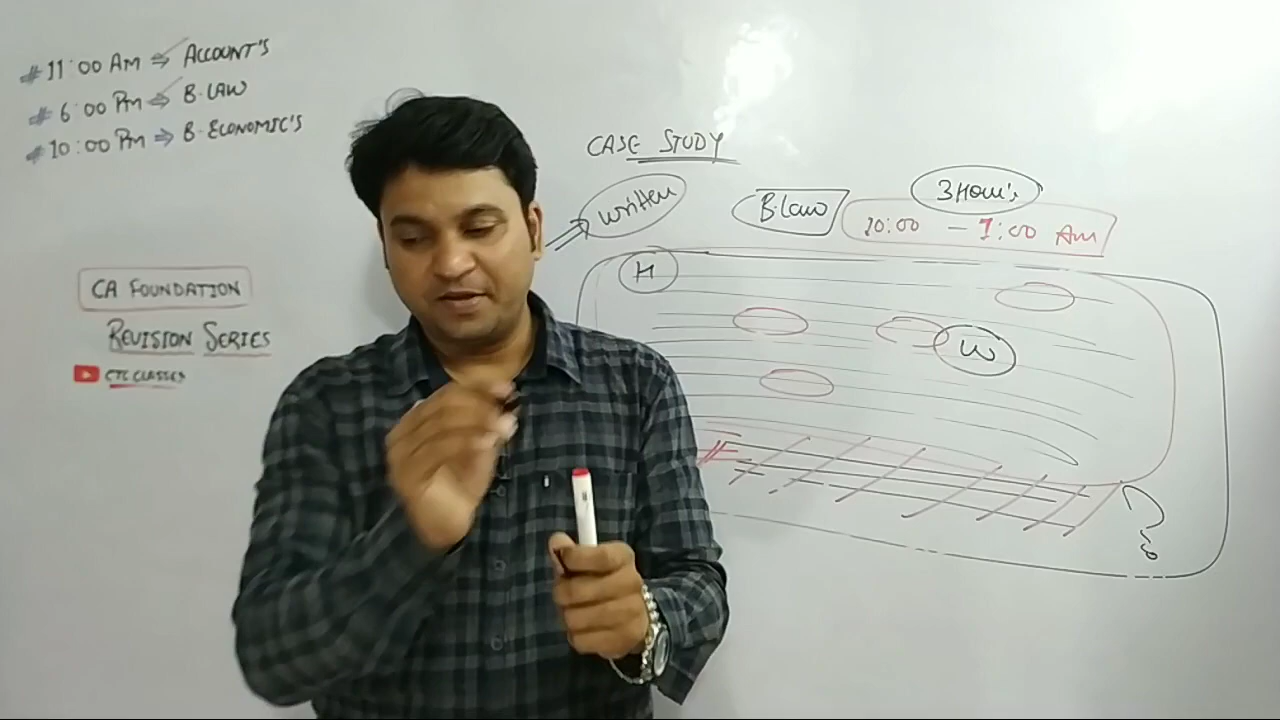 # 11:00 AM ⇒ ACCOUNT'S
# 6:00 PM ⇒ B.LAW
# 10:00 PM ⇒ B.ECONOMIC'S
CA FOUNDATION
REVISION SERIES
CTC CLASSES
CASE STUDY
written
B.Law
3 Hour's
10:00 - 1:00 AM
H
W